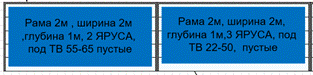 Рама 2м , ширина 2м
,глубина 1м, 2 ЯРУСА,
под ТВ 55-65 пустые
Рама 2м, ширина 2м,
глубина 1м,3 ЯРУСА, под
ТВ 22-50, пустые